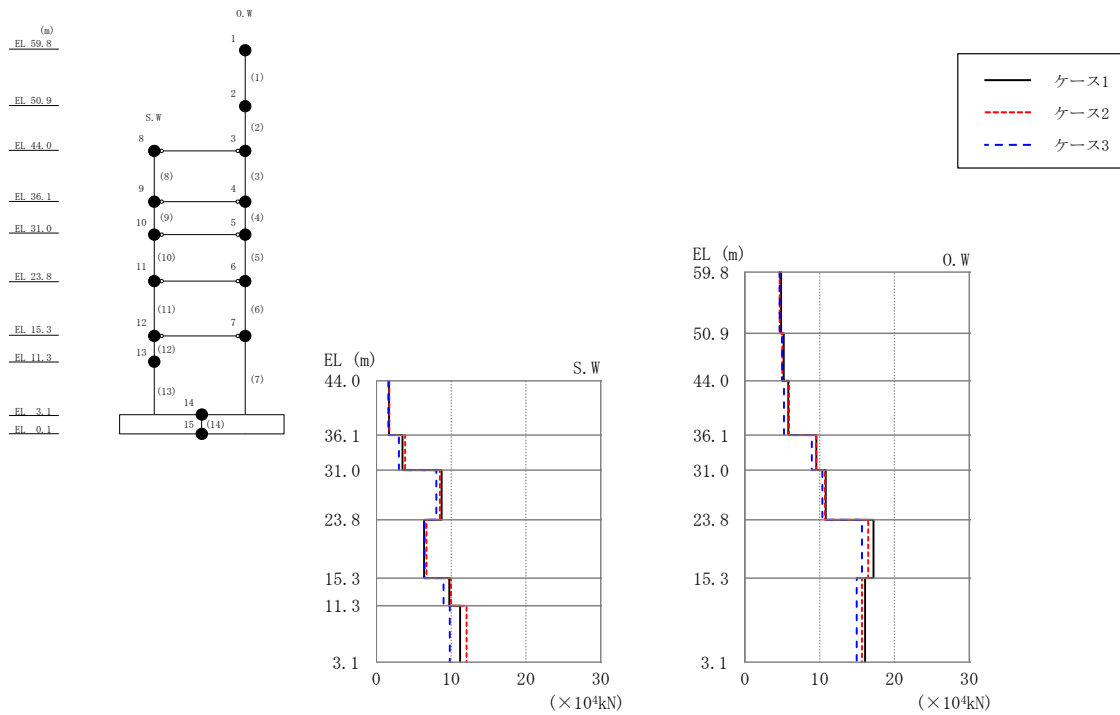 O.W
(m)
EL 59.8
1
(1)
EL 50.9
2
S.W
(2)
EL 44.0
8
3
(8)
(3)
EL 36.1
9
4
(9)
(4)
EL 31.0
10
5
(10)
(5)
EL 23.8
11
6
(11)
(6)
EL 15.3
12
7
(12)
EL 11.3
13
(13)
(7)
EL 3.1
14
EL 0.1
15
(14)
ケース1
ケース2
ケース3
EL (m)
S.W
44.0
36.1
31.0
23.8
15.3
11.3
3.1
0
10
20
30
(×10⁴kN)
EL (m)
O.W
59.8
50.9
44.0
36.1
31.0
23.8
15.3
3.1
0
10
20
30
(×10⁴kN)